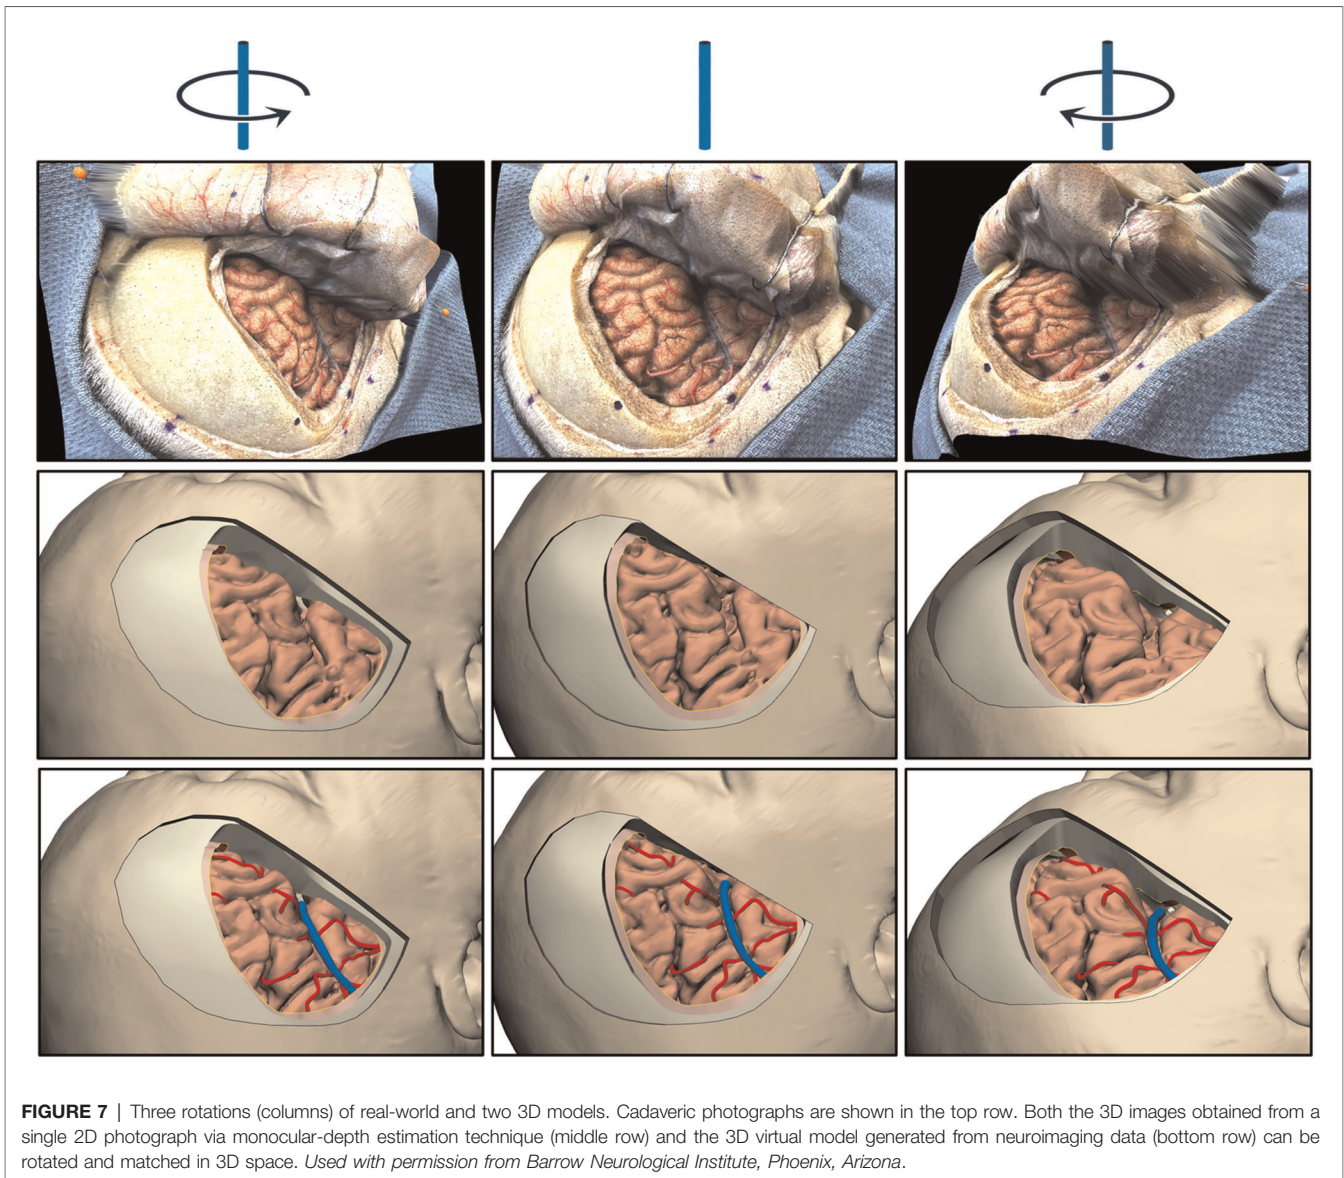 FIGURE 7 | Three rotations (columns) of real-world and two 3D models. Cadaveric photographs are shown in the top row. Both the 3D images obtained from a
single 2D photograph via monocular-depth estimation technique (middle row) and the 3D virtual model generated from neuroimaging data (bottom row) can be
rotated and matched in 3D space. Used with permission from Barrow Neurological Institute, Phoenix, Arizona.